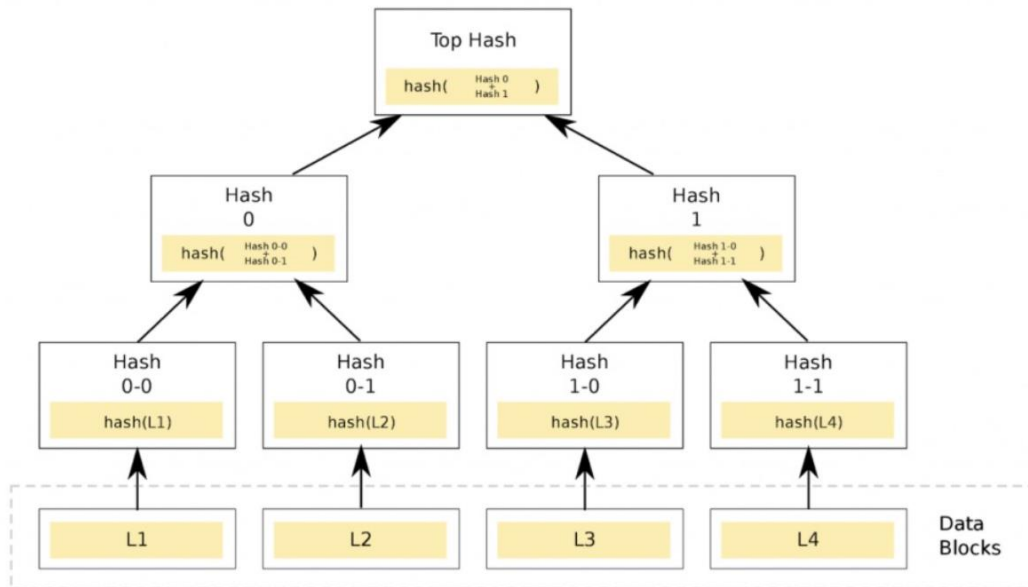 Top Hash
hash( Hash 0 + Hash 1 )
Hash
0
hash( Hash 0-0 + Hash 0-1 )
Hash
1
hash( Hash 1-0 + Hash 1-1 )
Hash
0-0
hash(L1)
Hash
0-1
hash(L2)
Hash
1-0
hash(L3)
Hash
1-1
hash(L4)
L1
L2
L3
L4
Data
Blocks